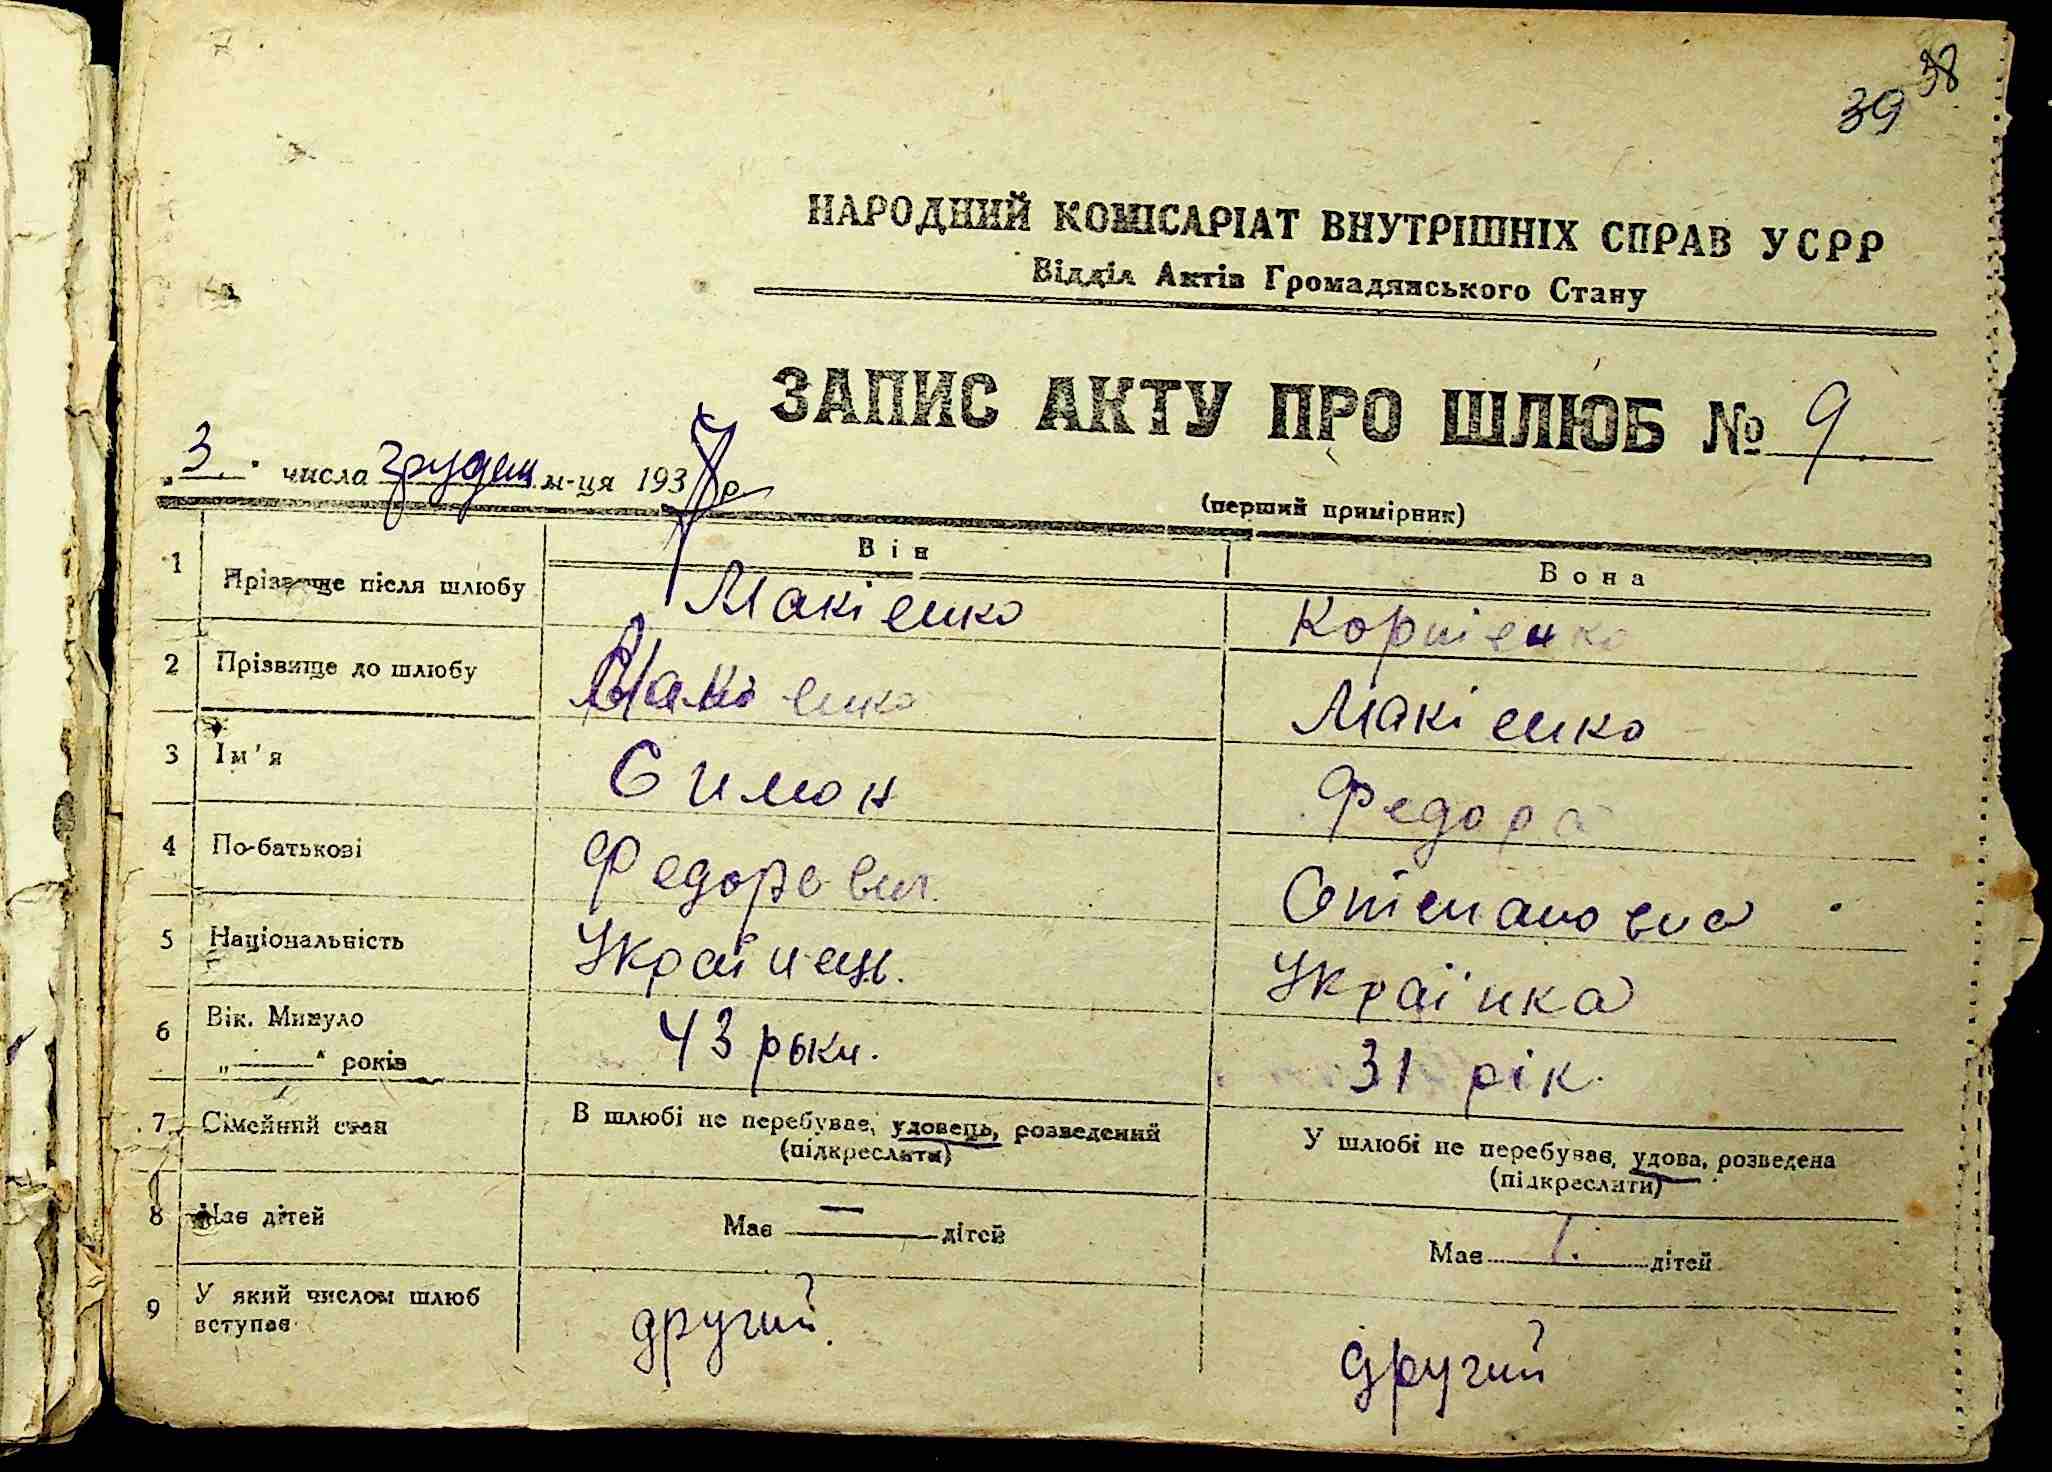 38
39
НАРОДНИЙ КОМІСАРІАТ ВНУТРІШНІХ СПРАВ УСРР
Відділ Актів Громадянського Стану
ЗАПИС АКТУ ПРО ШЛЮБ № 9
„3" числа грудень м-ця 193 р.
(перший примірник)
Він Вона
1 Прізвище після шлюбу Макієнко Корнієнко
2 Прізвище до шлюбу Макієнко Макієнко
3 Ім'я Симон Федора
4 По-батькові Федорович Степановна
5 Національність Українець. Українка
6 Вік. Минуло „——" років 43 рыки. 31 рік.
7 Сімейний стан В шлюбі не перебуває, удовець, розведений (підкреслити) У шлюбі не перебуває, удова, розведена (підкреслити)
8 Має дітей Має — дітей Має 1. дітей
9 У який числом шлюб вступає другий. другий